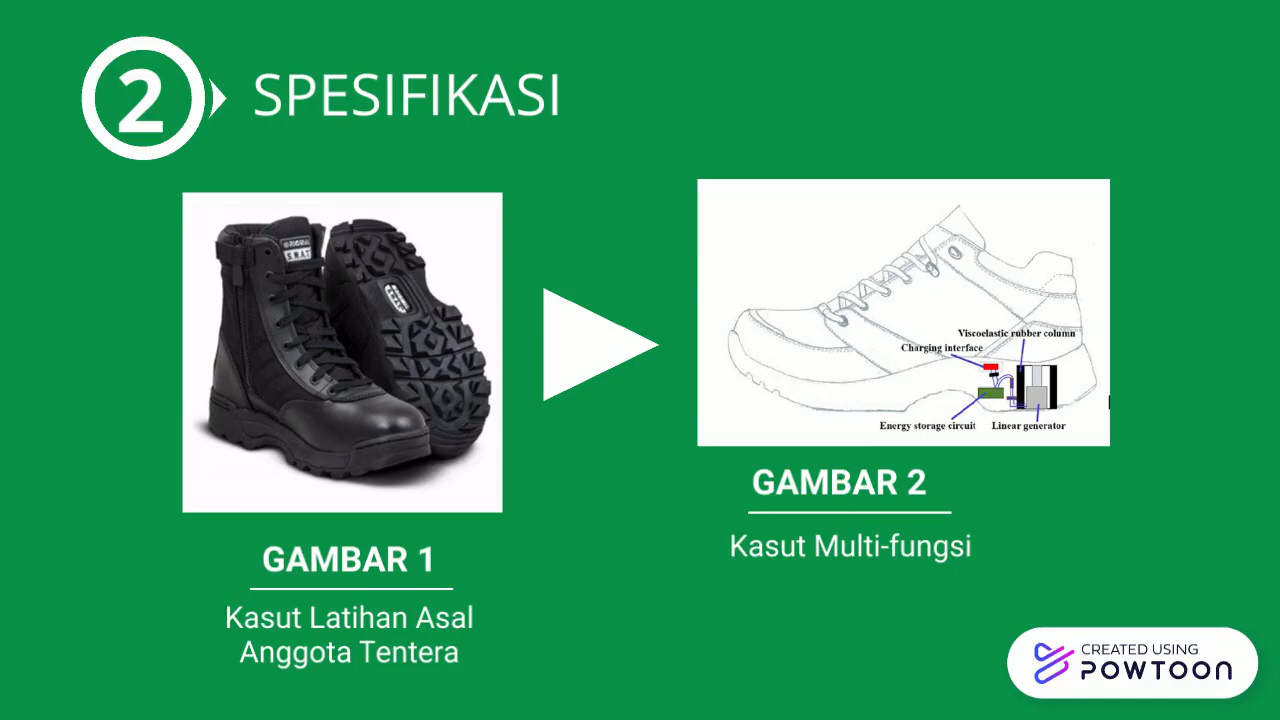 2
SPESIFIKASI
Viscoelastic rubber column
Charging interface
Energy storage circuit
Linear generator
GAMBAR 1
Kasut Latihan Asal
Anggota Tentera
GAMBAR 2
Kasut Multi-fungsi
CREATED USING
POWTOON